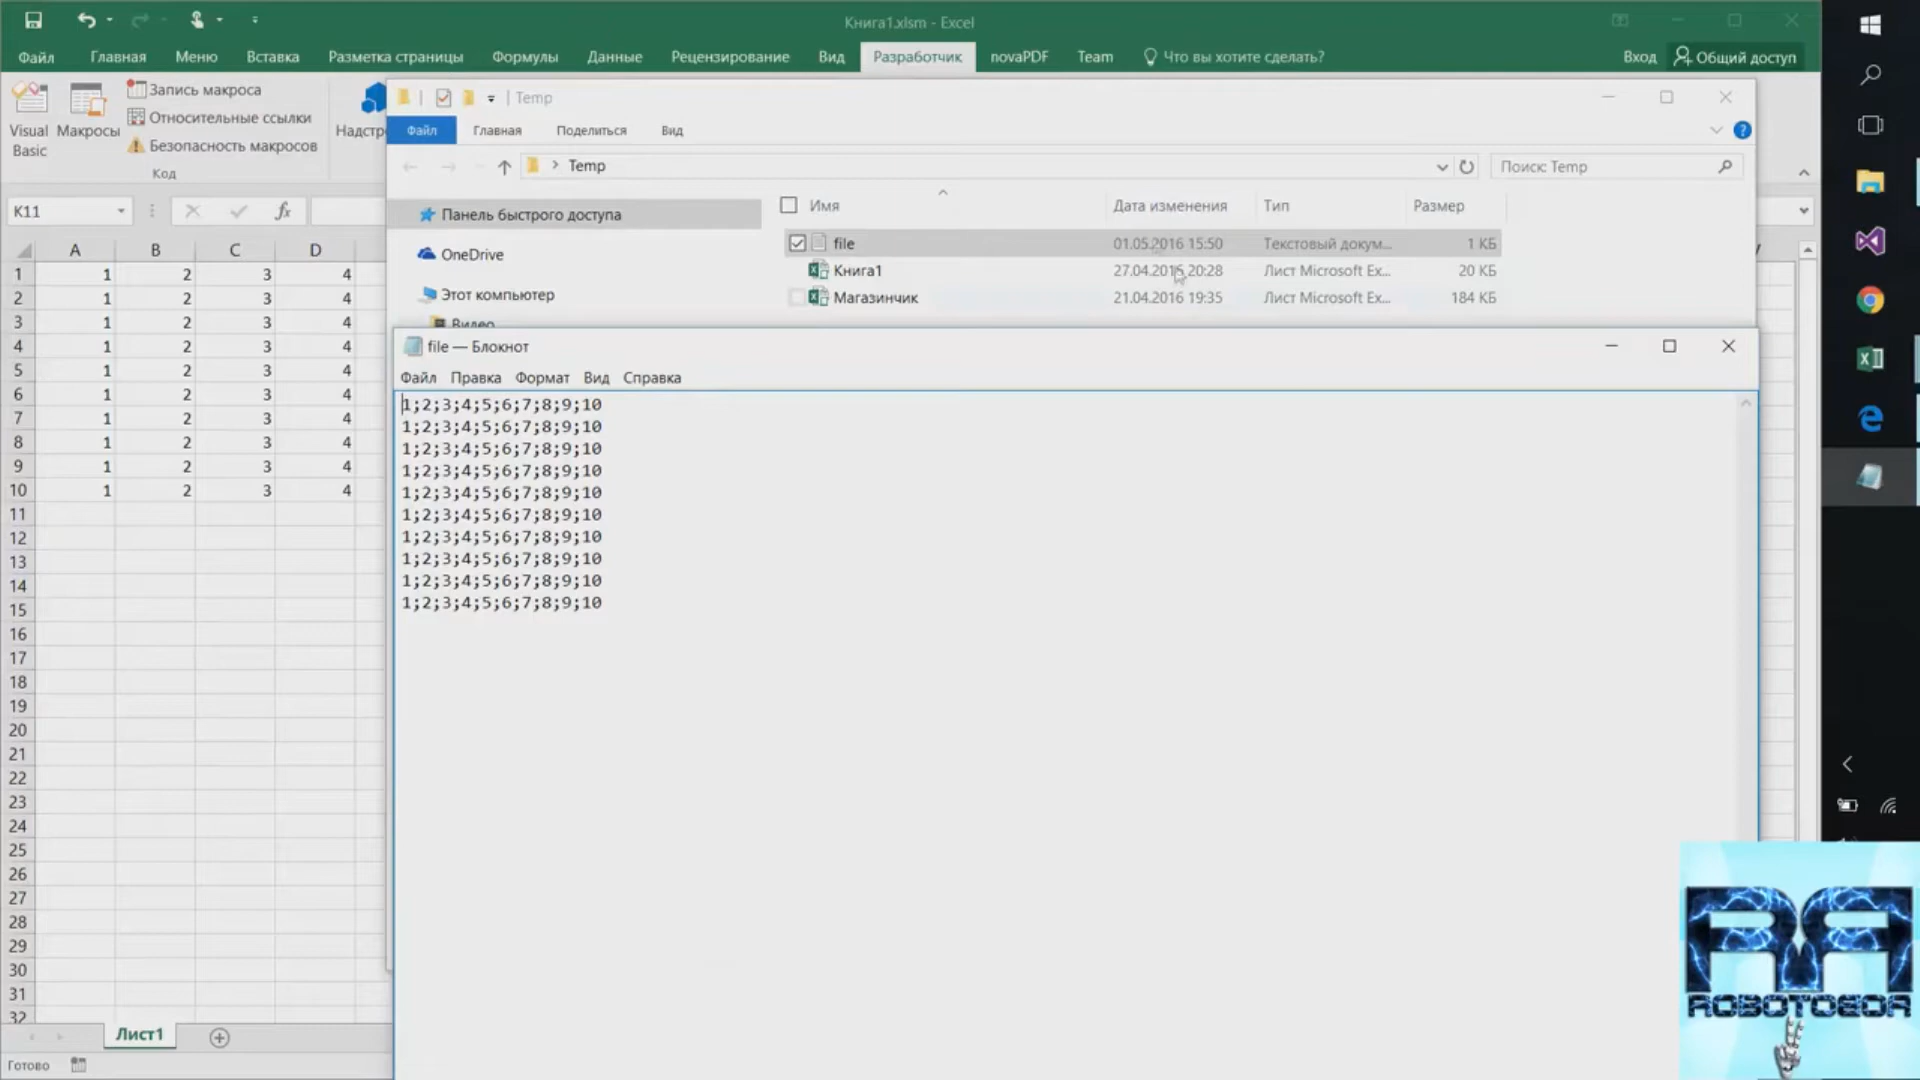 Книга1.xlsm - Excel
Файл Главная Меню Вставка Разметка страницы Формулы Данные Рецензирование Вид Разработчик novaPDF Team Что вы хотите сделать? Вход Общий доступ
Visual Basic
Макросы
Запись макроса
Относительные ссылки
Безопасность макросов
Код
Надстр
Temp
Файл Главная Поделиться Вид
Temp
Поиск: Temp
K11
fx
Панель быстрого доступа
OneDrive
Этот компьютер
Видео
Имя Дата изменения Тип Размер
file 01.05.2016 15:50 Текстовый докум... 1 КБ
Книга1 27.04.2016 20:28 Лист Microsoft Ex... 20 КБ
Магазинчик 21.04.2016 19:35 Лист Microsoft Ex... 184 КБ
A B C D
1 1 2 3 4
2 1 2 3 4
3 1 2 3 4
4 1 2 3 4
5 1 2 3 4
6 1 2 3 4
7 1 2 3 4
8 1 2 3 4
9 1 2 3 4
10 1 2 3 4
11
12
13
14
15
16
17
18
19
20
21
22
23
24
25
26
27
28
29
30
31
32
file — Блокнот
Файл Правка Формат Вид Справка
1;2;3;4;5;6;7;8;9;10
1;2;3;4;5;6;7;8;9;10
1;2;3;4;5;6;7;8;9;10
1;2;3;4;5;6;7;8;9;10
1;2;3;4;5;6;7;8;9;10
1;2;3;4;5;6;7;8;9;10
1;2;3;4;5;6;7;8;9;10
1;2;3;4;5;6;7;8;9;10
1;2;3;4;5;6;7;8;9;10
1;2;3;4;5;6;7;8;9;10
Лист1
Готово